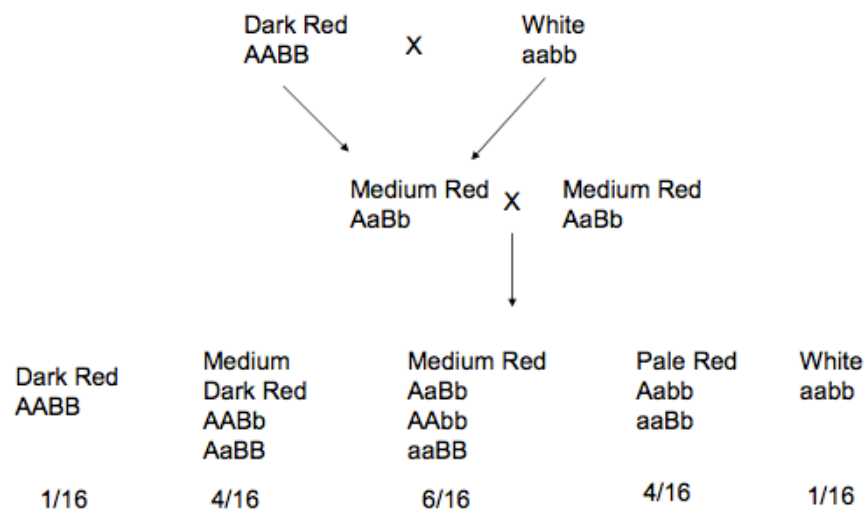 Dark Red
AABB
X
White
aabb
Medium Red
AaBb
X
Medium Red
AaBb
Dark Red
AABB
Medium
Dark Red
AABb
AaBB
Medium Red
AaBb
AAbb
aaBB
Pale Red
Aabb
aaBb
White
aabb
1/16
4/16
6/16
4/16
1/16